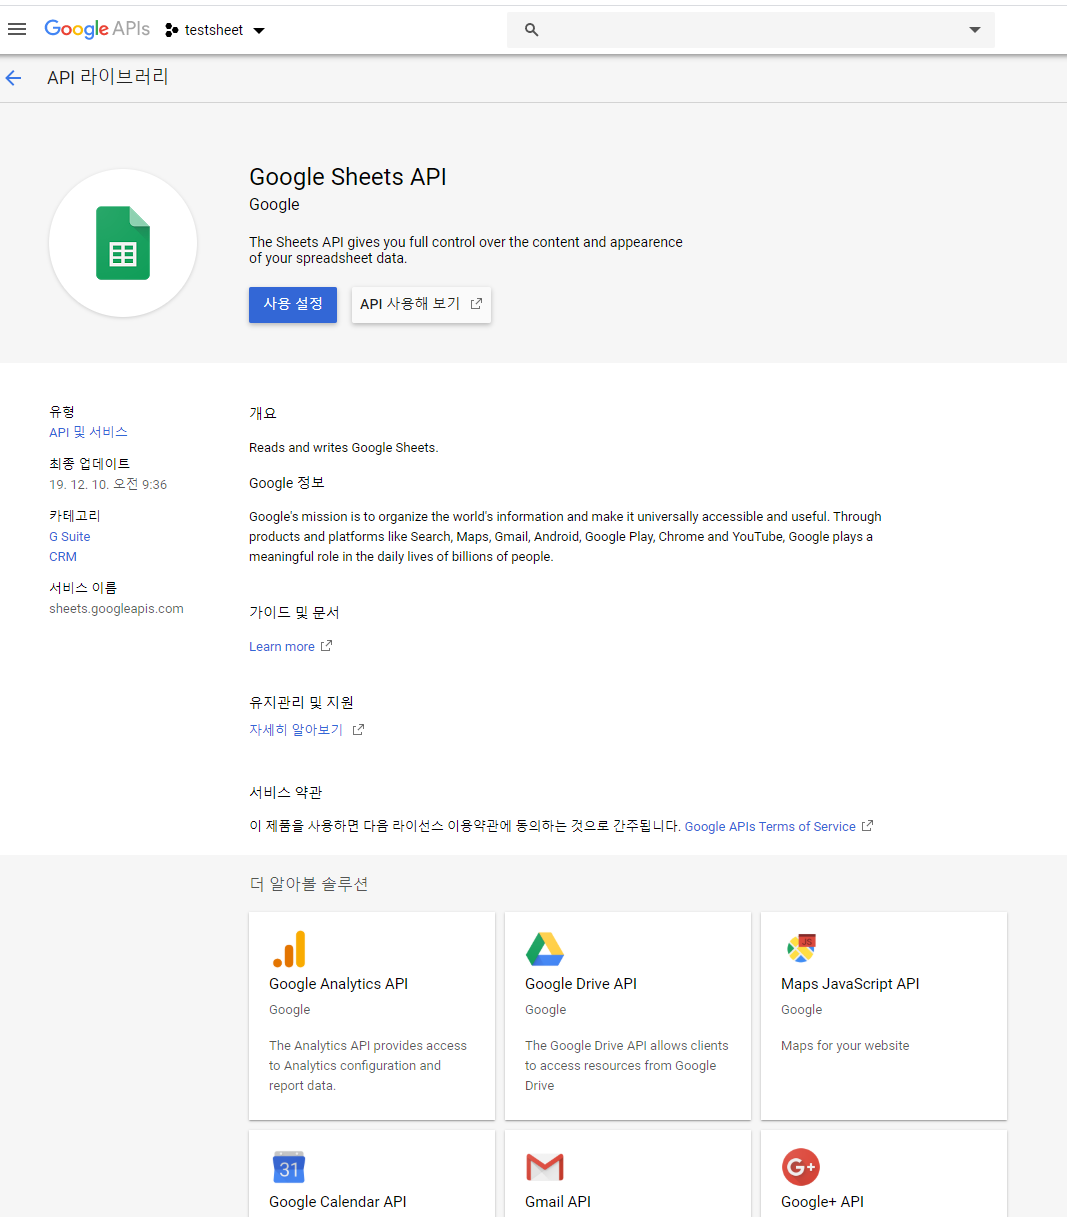 Google APIs testsheet
API 라이브러리
Google Sheets API
Google
The Sheets API gives you full control over the content and appearence
of your spreadsheet data.
사용 설정
API 사용해 보기
유형
API 및 서비스
최종 업데이트
19. 12. 10. 오전 9:36
카테고리
G Suite
CRM
서비스 이름
sheets.googleapis.com
개요
Reads and writes Google Sheets.
Google 정보
Google's mission is to organize the world's information and make it universally accessible and useful. Through
products and platforms like Search, Maps, Gmail, Android, Google Play, Chrome and YouTube, Google plays a
meaningful role in the daily lives of billions of people.
가이드 및 문서
Learn more
유지관리 및 지원
자세히 알아보기
서비스 약관
이 제품을 사용하면 다음 라이선스 이용약관에 동의하는 것으로 간주됩니다. Google APIs Terms of Service
더 알아볼 솔루션
Google Analytics API
Google
The Analytics API provides access
to Analytics configuration and
report data.
Google Drive API
Google
The Google Drive API allows clients
to access resources from Google
Drive
JS
Maps JavaScript API
Google
Maps for your website
31
Google Calendar API
Gmail API
G+
Google+ API